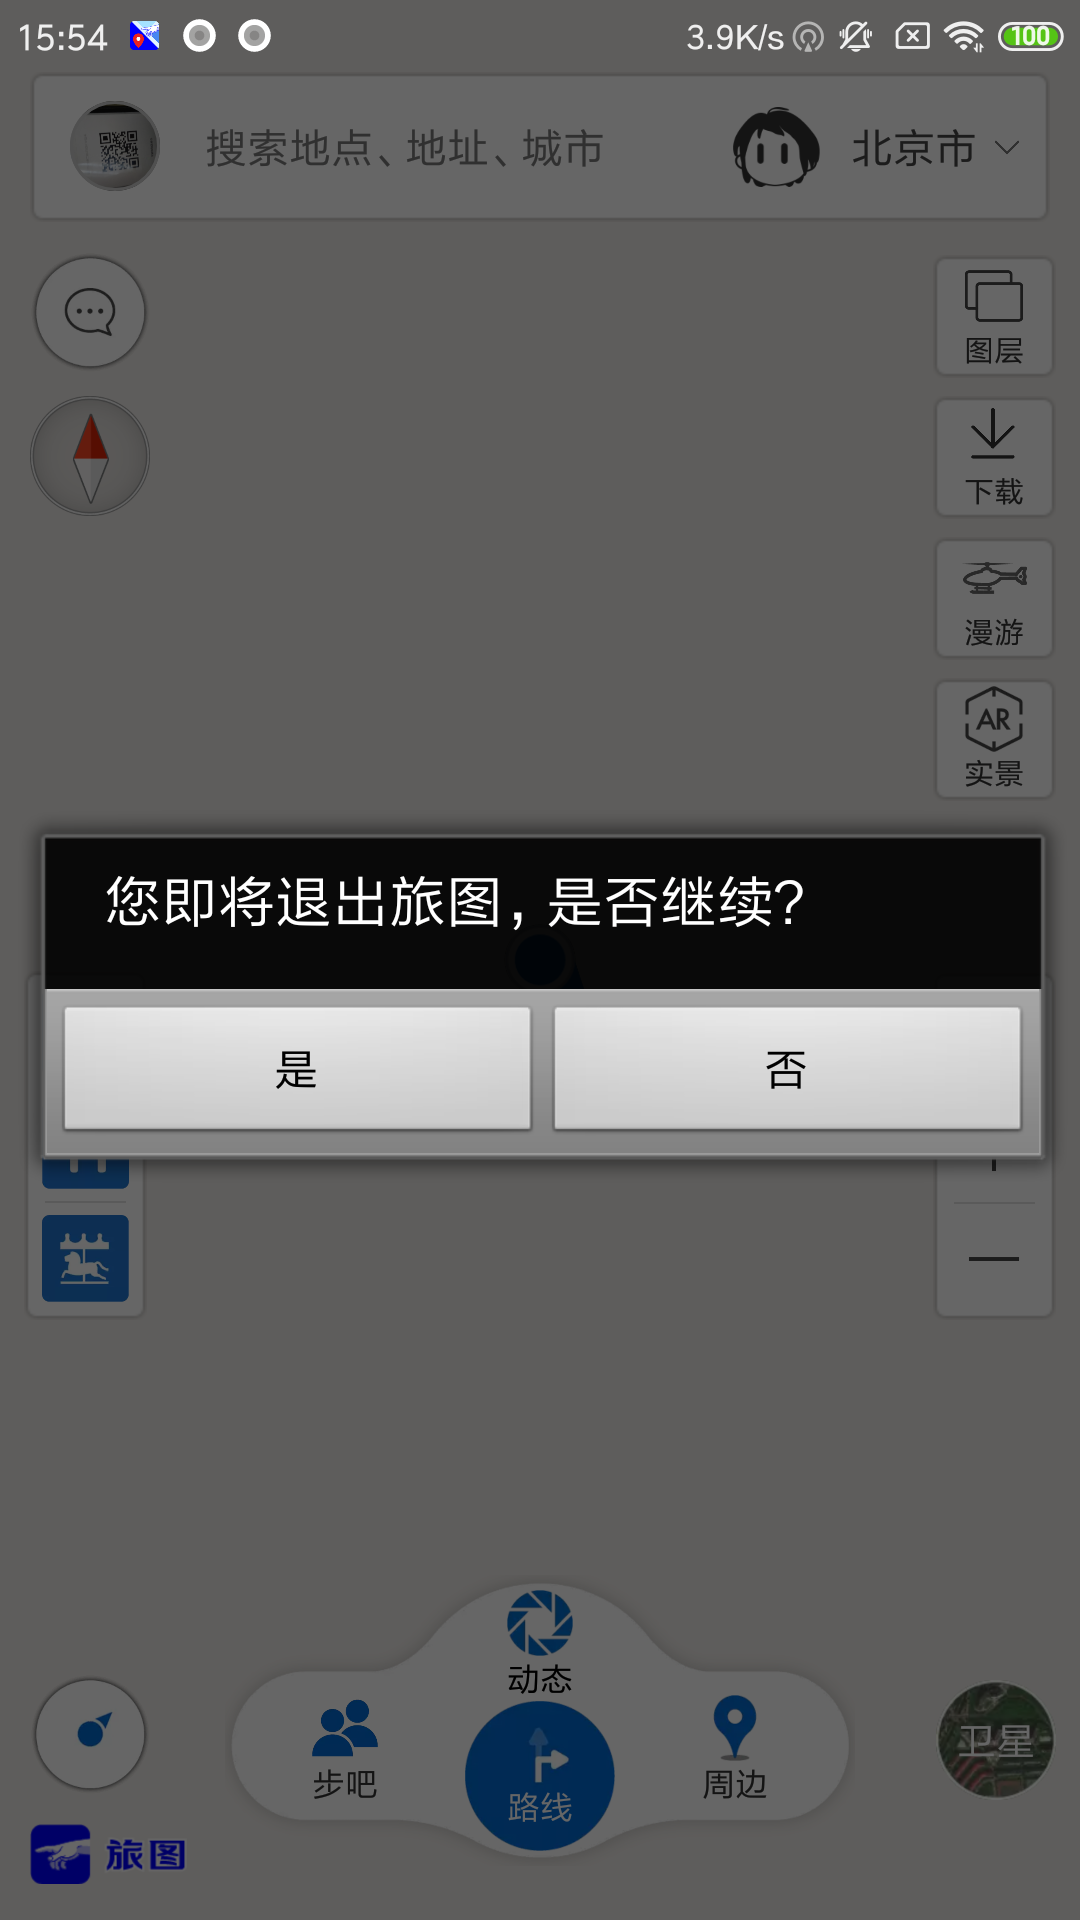 15:54
3.9K/s
100
搜索地点、地址、城市
北京市
图层
下载
漫游
AR
实景
您即将退出旅图，是否继续?
是
否
动态
步吧
路线
周边
卫星
旅图